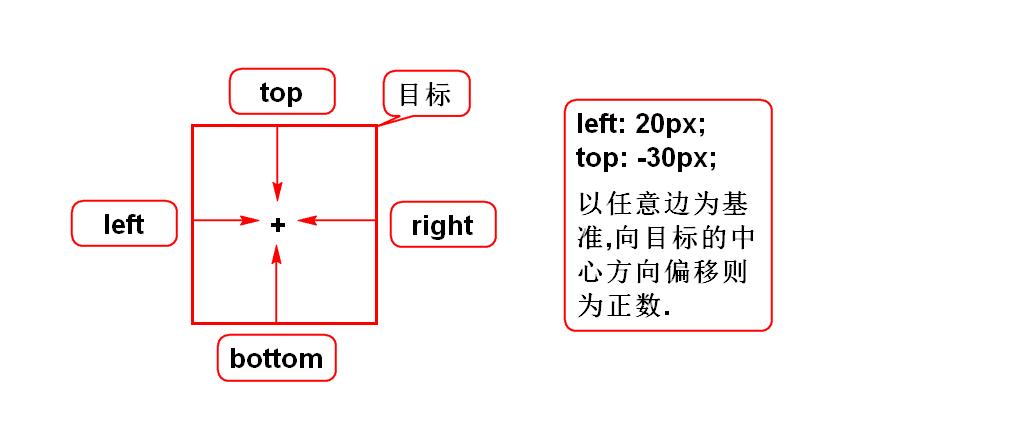 top
目标
left
+
right
bottom
left: 20px;
top: -30px;
以任意边为基
准,向目标的中
心方向偏移则
为正数.